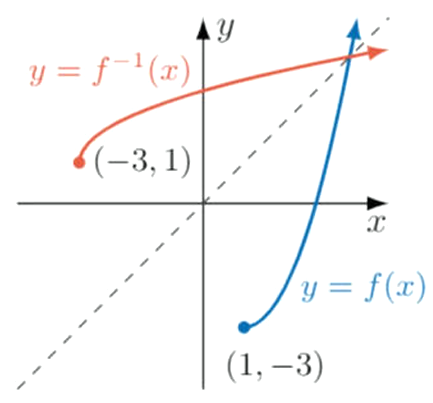 y
y = f⁻¹(x)
(−3, 1)
x
y = f(x)
(1, −3)